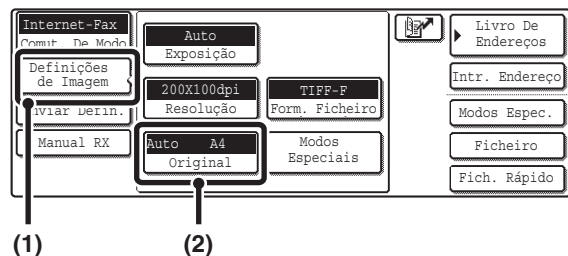 Internet-Fax
Comut. De Modo
Definições
de Imagem
Enviar Defin.
Manual RX
Auto
Exposição
200X100dpi
Resolução
TIFF-F
Form. Ficheiro
Auto A4
Original
Modos
Especiais
Livro De
Endereços
Intr. Endereço
Modos Espec.
Ficheiro
Fich. Rápido
(1)
(2)